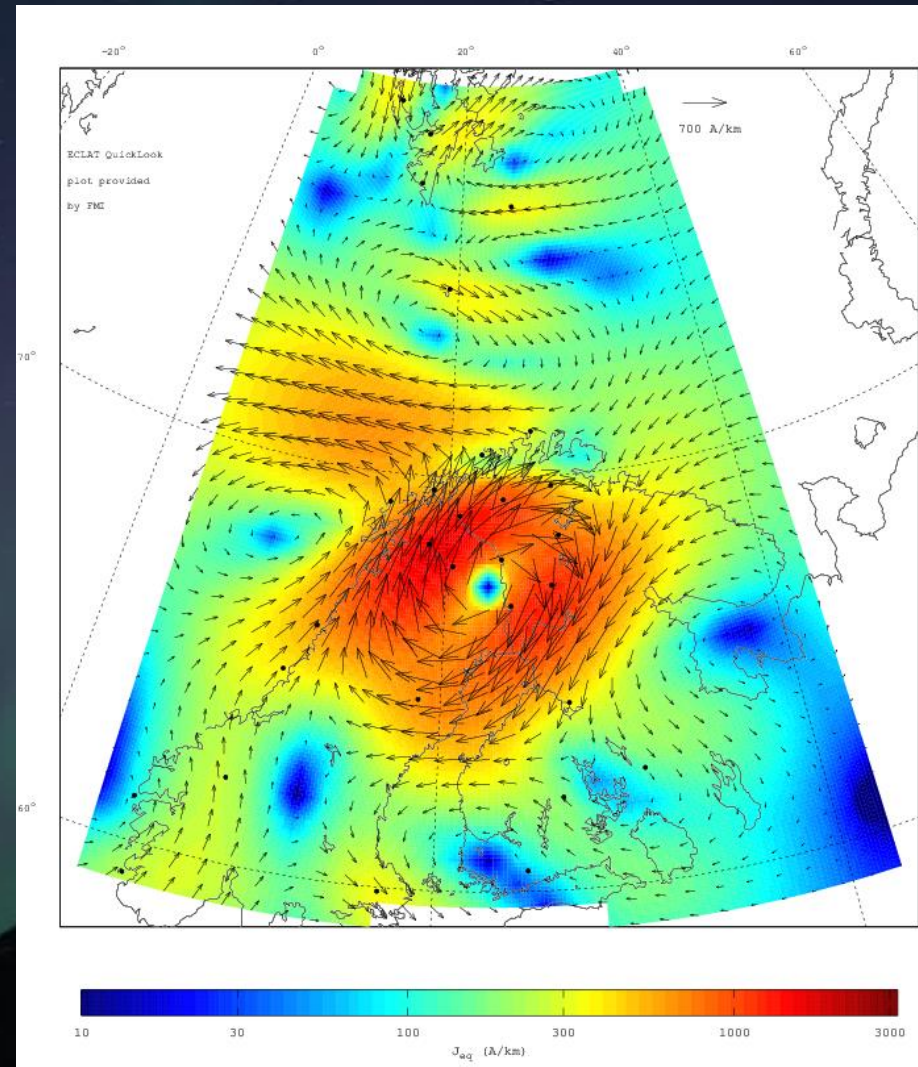 -20° 0° 20° 40° 60°
700 A/km
ECLAT QuickLook
plot provided
by FMI
70°
60°
10 30 100 300 1000 3000
J_eq (A/km)